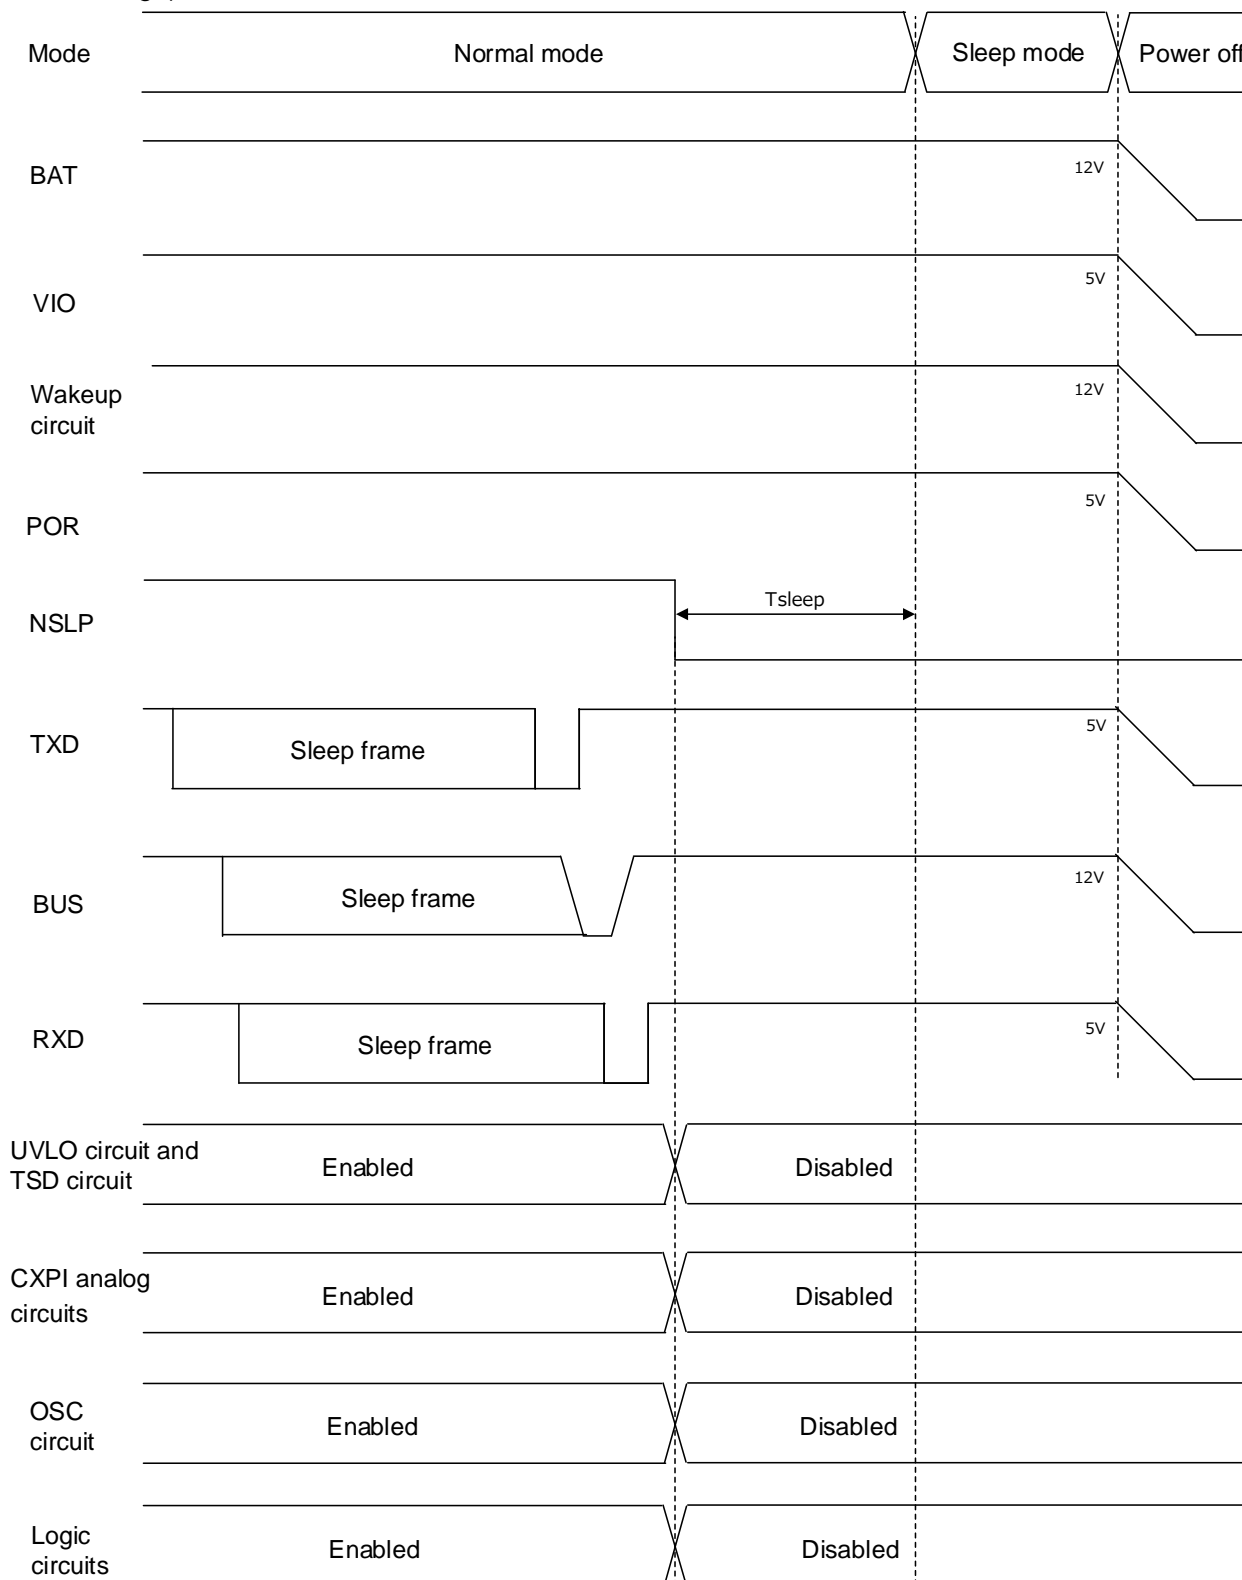 Mode
Normal mode
Sleep mode
Power off
BAT
12V
VIO
5V
Wakeup
circuit
12V
POR
5V
NSLP
Tsleep
TXD
Sleep frame
5V
BUS
Sleep frame
12V
RXD
Sleep frame
5V
UVLO circuit and
TSD circuit
Enabled
Disabled
CXPI analog
circuits
Enabled
Disabled
OSC
circuit
Enabled
Disabled
Logic
circuits
Enabled
Disabled